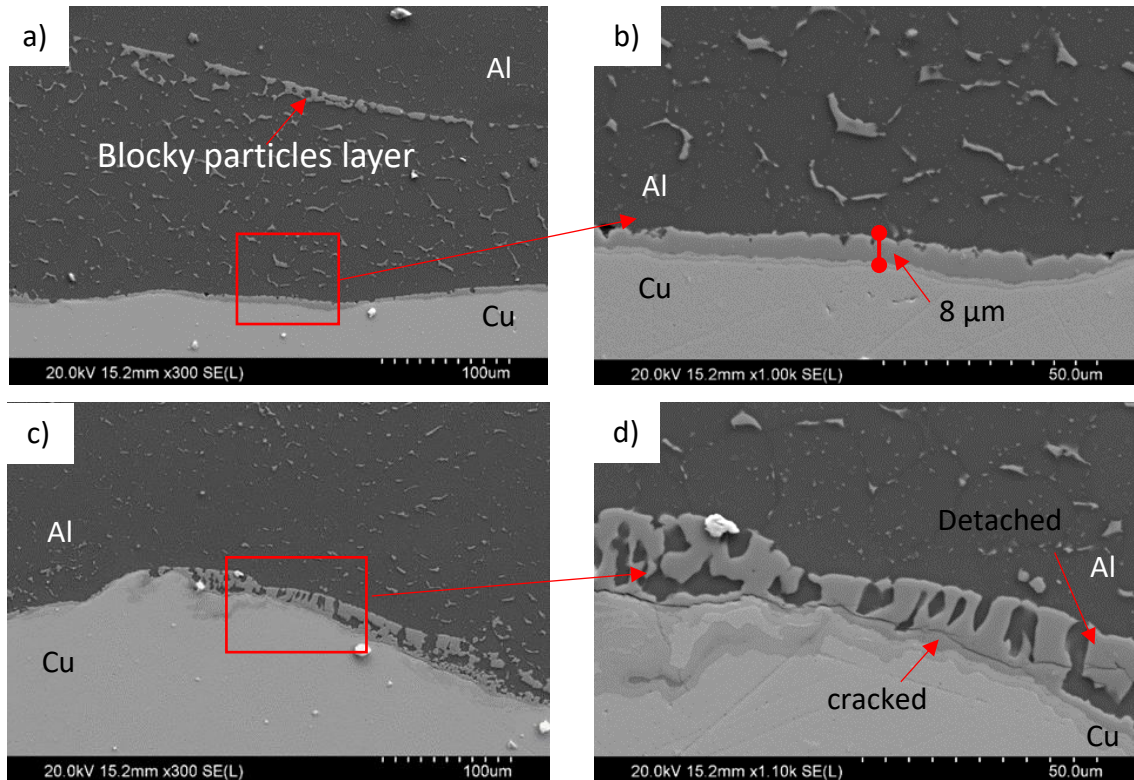 a)
Al
Blocky particles layer
Cu
20.0kV 15.2mm x300 SE(L)
100um
b)
Al
Cu
8 µm
20.0kV 15.2mm x1.00k SE(L)
50.0um
c)
Al
Cu
20.0kV 15.2mm x300 SE(L)
100um
d)
Detached
Al
cracked
Cu
20.0kV 15.2mm x1.10k SE(L)
50.0um